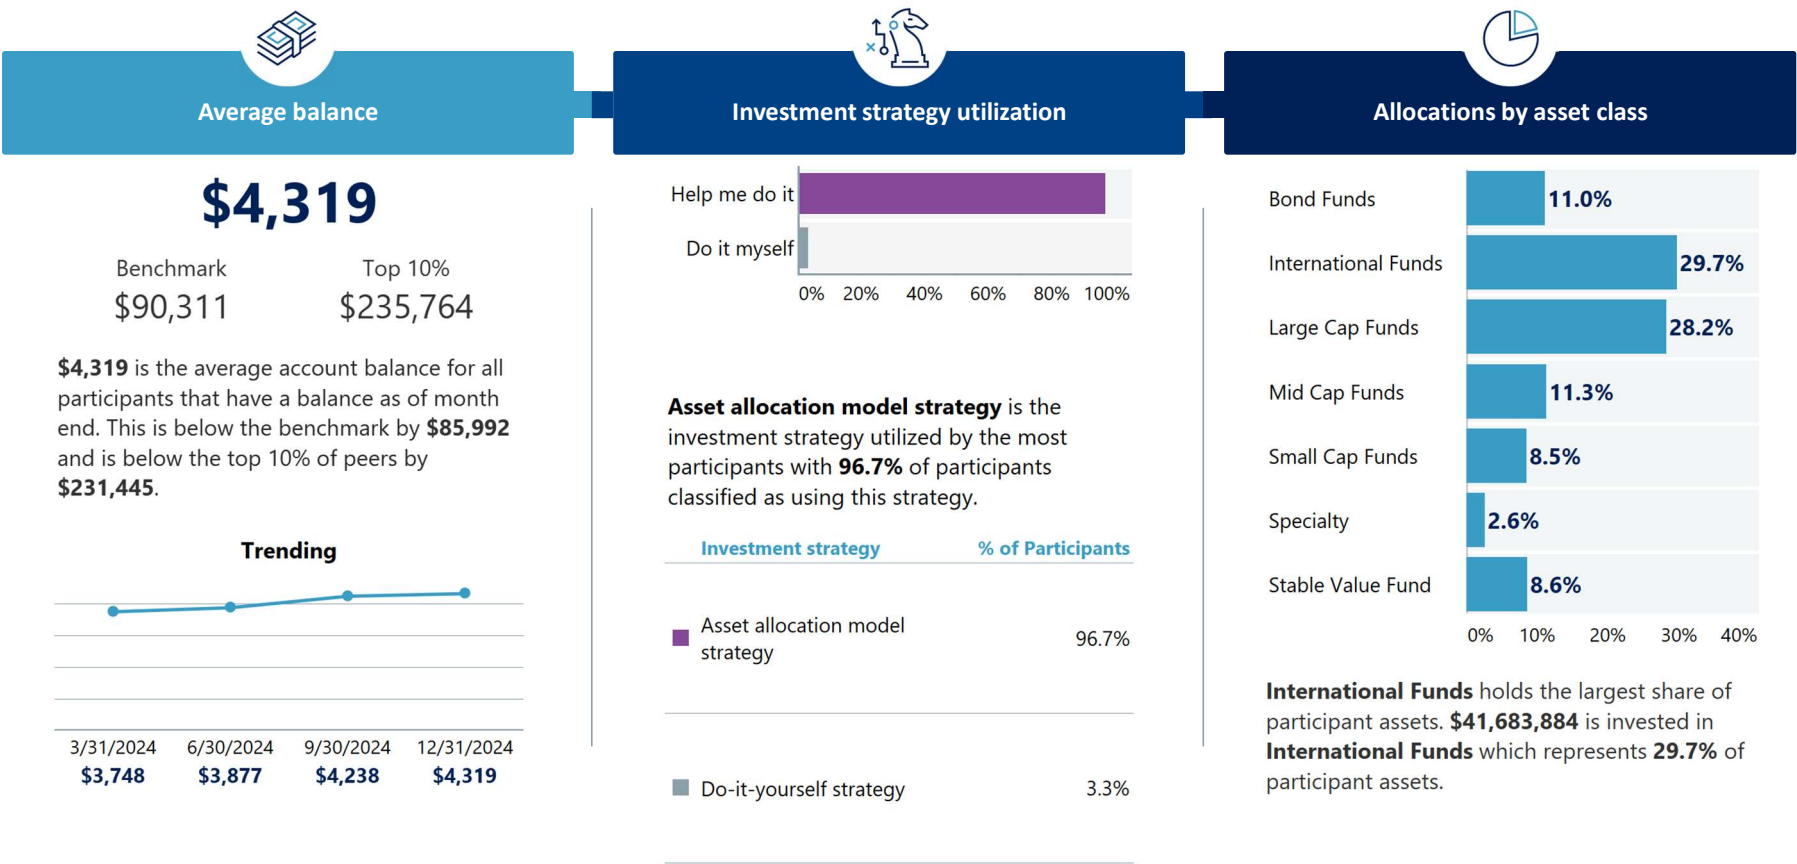 Average balance
$4,319
Benchmark
Top 10%
$90,311
$235,764
$4,319 is the average account balance for all
participants that have a balance as of month
end. This is below the benchmark by $85,992
and is below the top 10% of peers by
$231,445.
Trending
3/31/2024 6/30/2024 9/30/2024 12/31/2024
$3,748 $3,877 $4,238 $4,319
Investment strategy utilization
Help me do it
Do it myself
0% 20% 40% 60% 80% 100%
Asset allocation model strategy is the
investment strategy utilized by the most
participants with 96.7% of participants
classified as using this strategy.
Investment strategy % of Participants
Asset allocation model
strategy
96.7%
Do-it-yourself strategy 3.3%
Allocations by asset class
Bond Funds 11.0%
International Funds 29.7%
Large Cap Funds 28.2%
Mid Cap Funds 11.3%
Small Cap Funds 8.5%
Specialty 2.6%
Stable Value Fund 8.6%
0% 10% 20% 30% 40%
International Funds holds the largest share of
participant assets. $41,683,884 is invested in
International Funds which represents 29.7% of
participant assets.